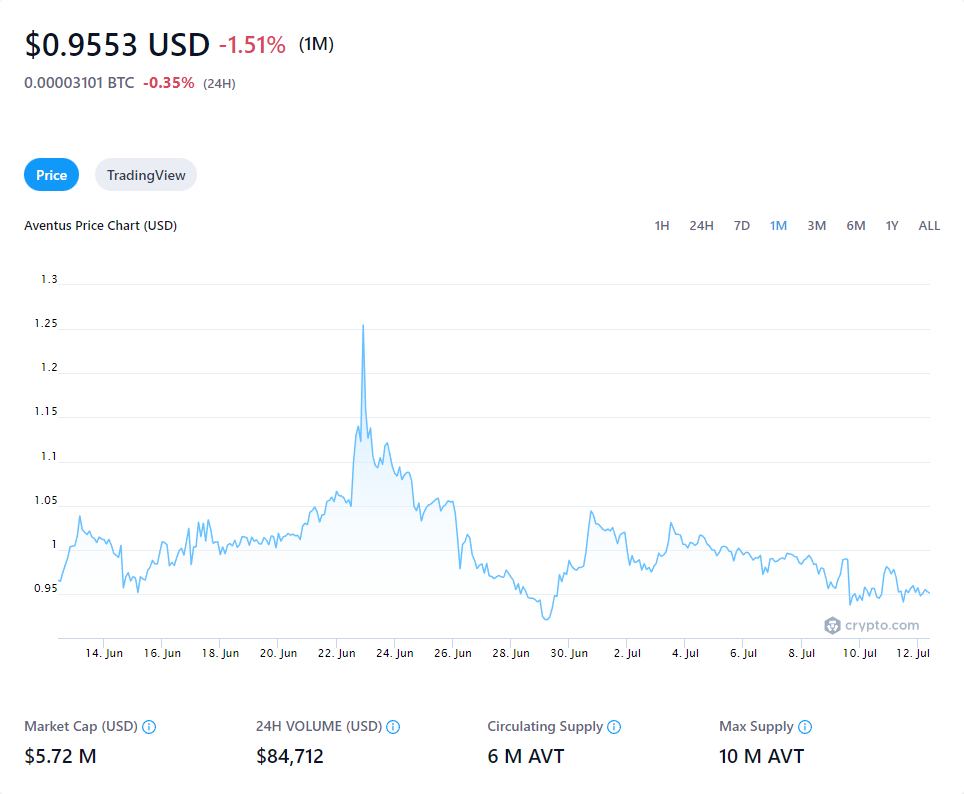 $0.9553 USD -1.51% (1M)
0.00003101 BTC -0.35% (24H)
Price TradingView
Aventus Price Chart (USD) 1H 24H 7D 1M 3M 6M 1Y ALL
1.3
1.25
1.2
1.15
1.1
1.05
1
0.95
crypto.com
14. Jun 16. Jun 18. Jun 20. Jun 22. Jun 24. Jun 26. Jun 28. Jun 30. Jun 2. Jul 4. Jul 6. Jul 8. Jul 10. Jul 12. Jul
Market Cap (USD) 24H VOLUME (USD) Circulating Supply Max Supply
$5.72 M $84,712 6 M AVT 10 M AVT